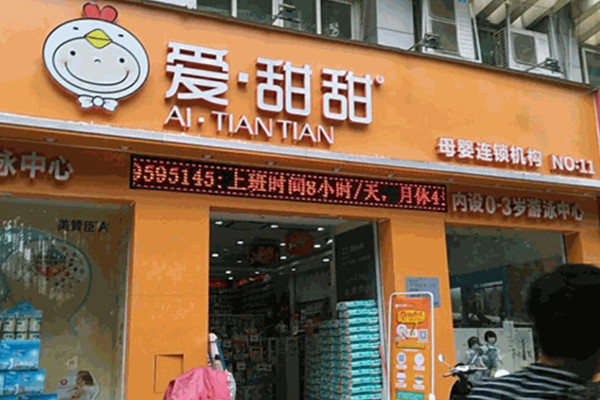 爱·甜甜
AI·TIANTIAN
母婴连锁机构 NO:11
泳中心
9595145:上班时间8小时/天,月休4
内设0-3岁游泳中心
美赞臣A